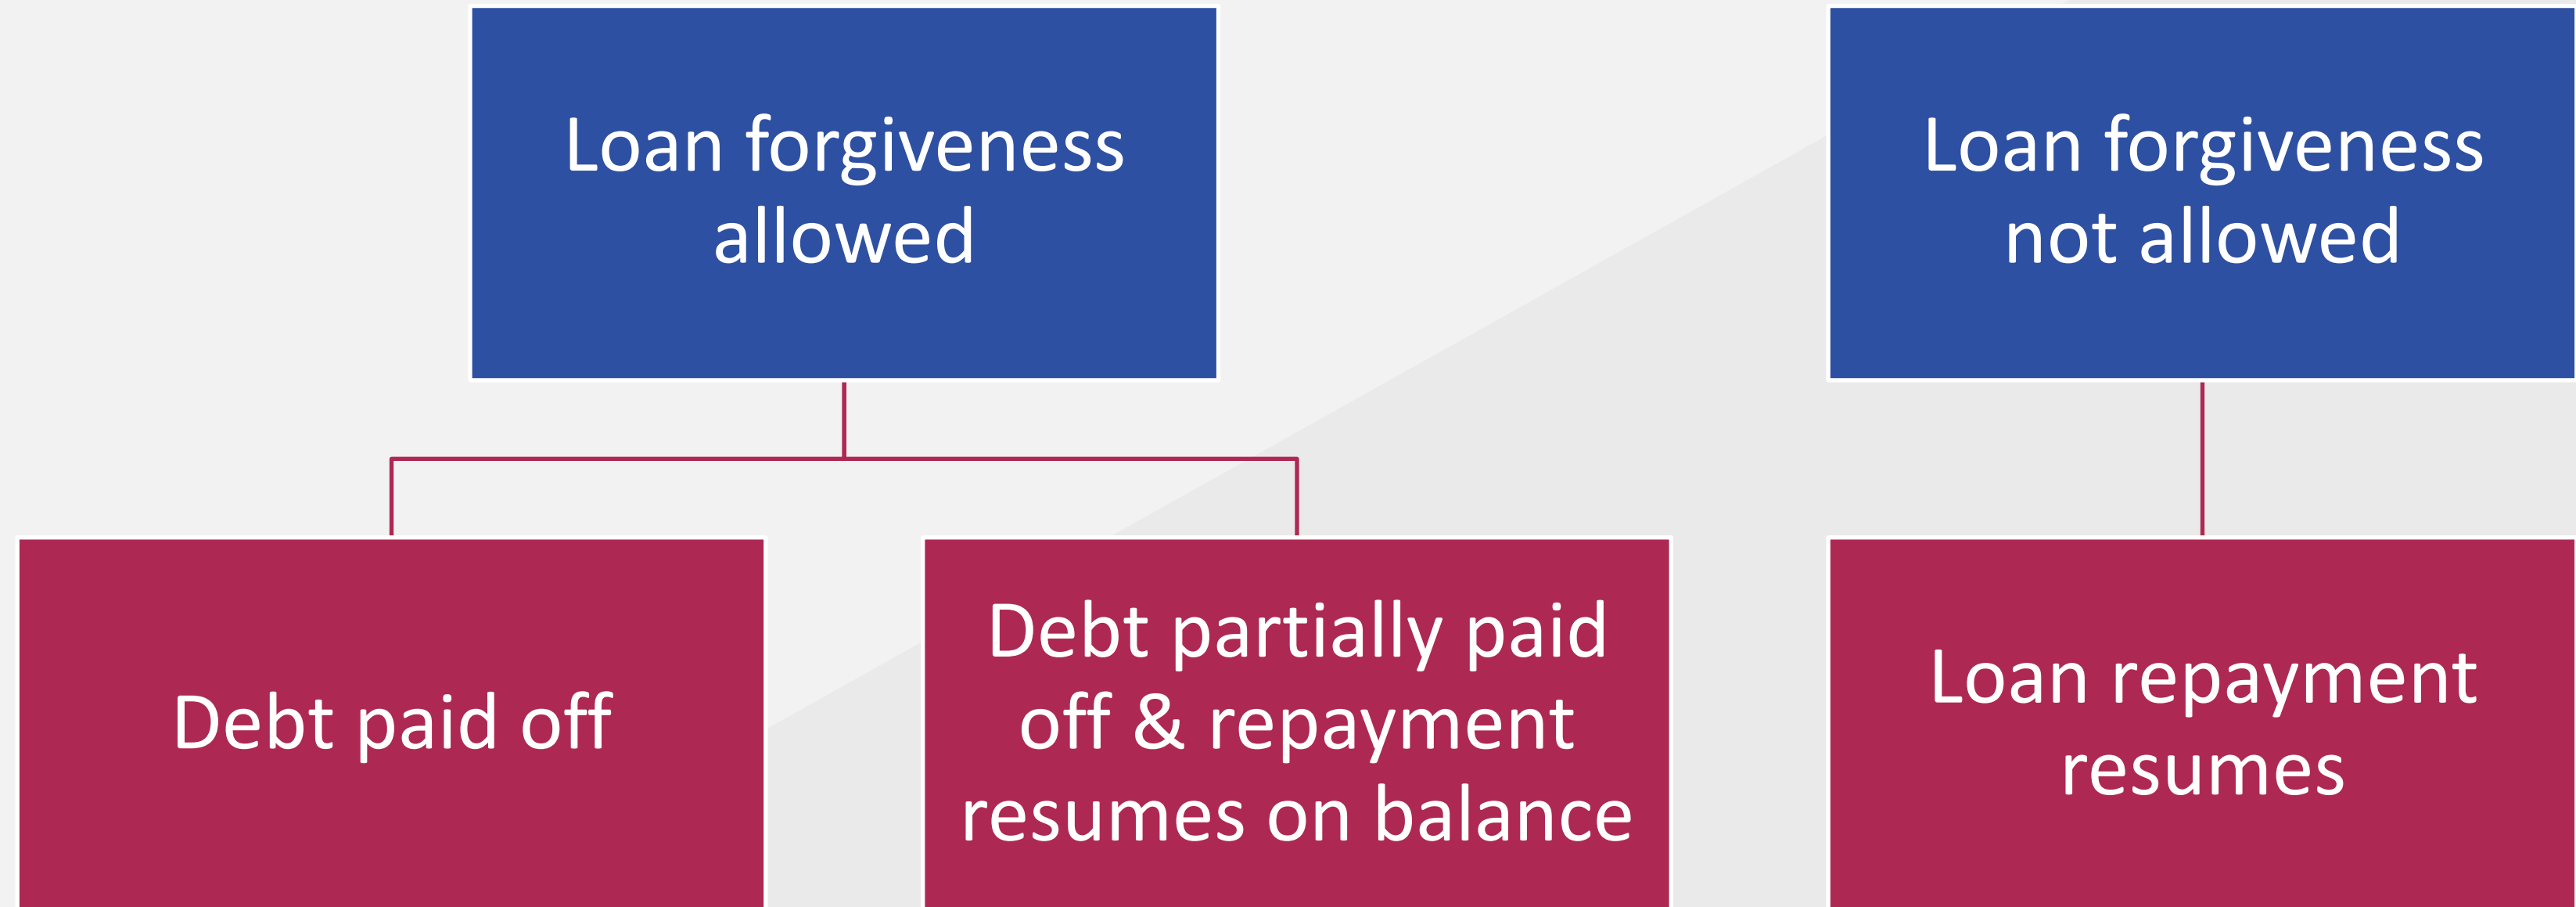 Loan forgiveness
allowed
Loan forgiveness
not allowed
Debt paid off
Debt partially paid
off & repayment
resumes on balance
Loan repayment
resumes